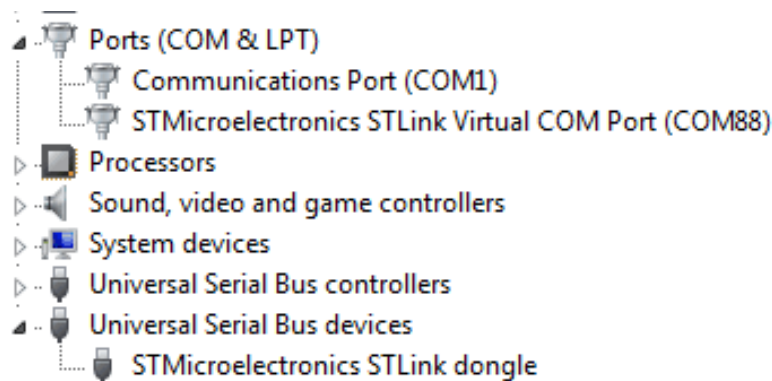 Ports (COM & LPT)
Communications Port (COM1)
STMicroelectronics STLink Virtual COM Port (COM88)
Processors
Sound, video and game controllers
System devices
Universal Serial Bus controllers
Universal Serial Bus devices
STMicroelectronics STLink dongle